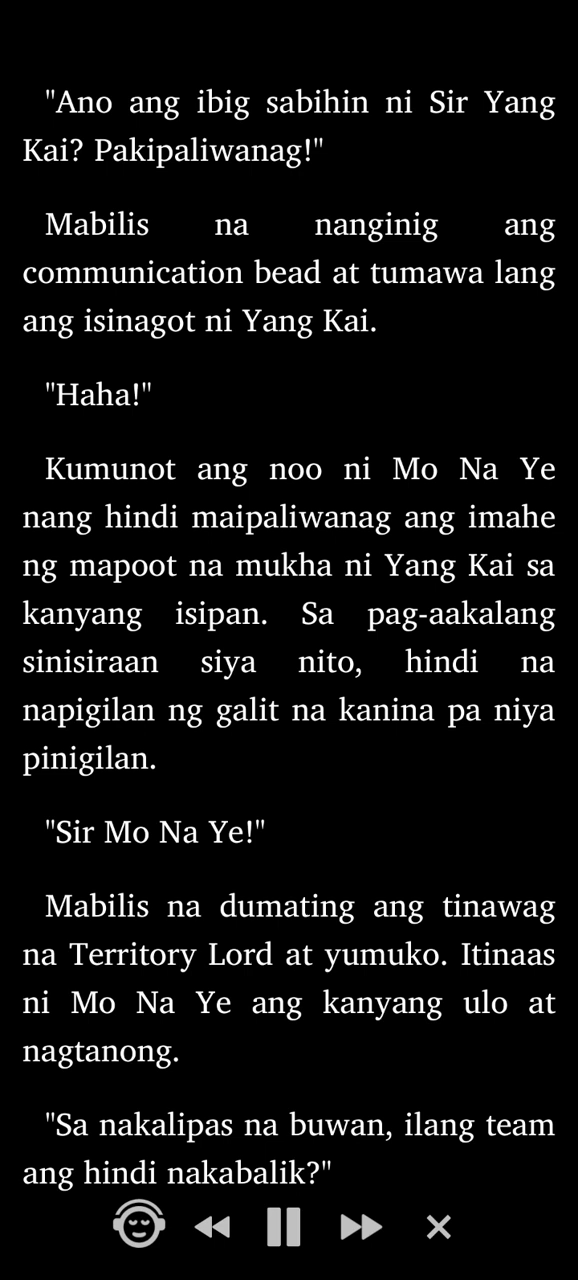 "Ano ang ibig sabihin ni Sir Yang
Kai? Pakipaliwanag!"
Mabilis na nanginig ang
communication bead at tumawa lang
ang isinagot ni Yang Kai.
"Haha!"
Kumunot ang noo ni Mo Na Ye
nang hindi maipaliwanag ang imahe
ng mapoot na mukha ni Yang Kai sa
kanyang isipan. Sa pag-aakalang
sinisiraan siya nito, hindi na
napigilan ng galit na kanina pa niya
pinigilan.
"Sir Mo Na Ye!"
Mabilis na dumating ang tinawag
na Territory Lord at yumuko. Itinaas
ni Mo Na Ye ang kanyang ulo at
nagtanong.
"Sa nakalipas na buwan, ilang team
ang hindi nakabalik?"